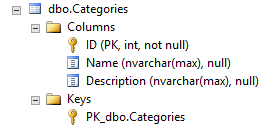 dbo.Categories
Columns
ID (PK, int, not null)
Name (nvarchar(max), null)
Description (nvarchar(max), null)
Keys
PK_dbo.Categories